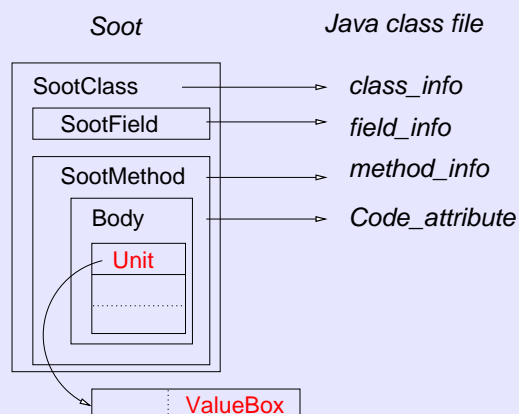 Soot Java class file
SootClass class_info
SootField field_info
SootMethod method_info
Body Code_attribute
Unit
ValueBox